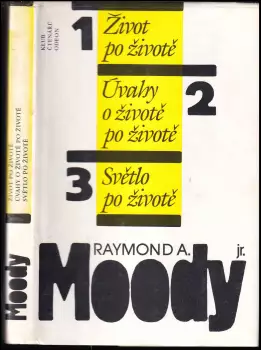 KLUB
ČTENÁŘŮ
ODEON
1 Život
po životě
Úvahy 2
o životě
po životě
3 Světlo
po životě
RAYMOND A. jr.
Moody
ŽIVOT PO ŽIVOTĚ
ÚVAHY O ŽIVOTĚ PO ŽIVOTĚ
SVĚTLO PO ŽIVOTĚ
Moody